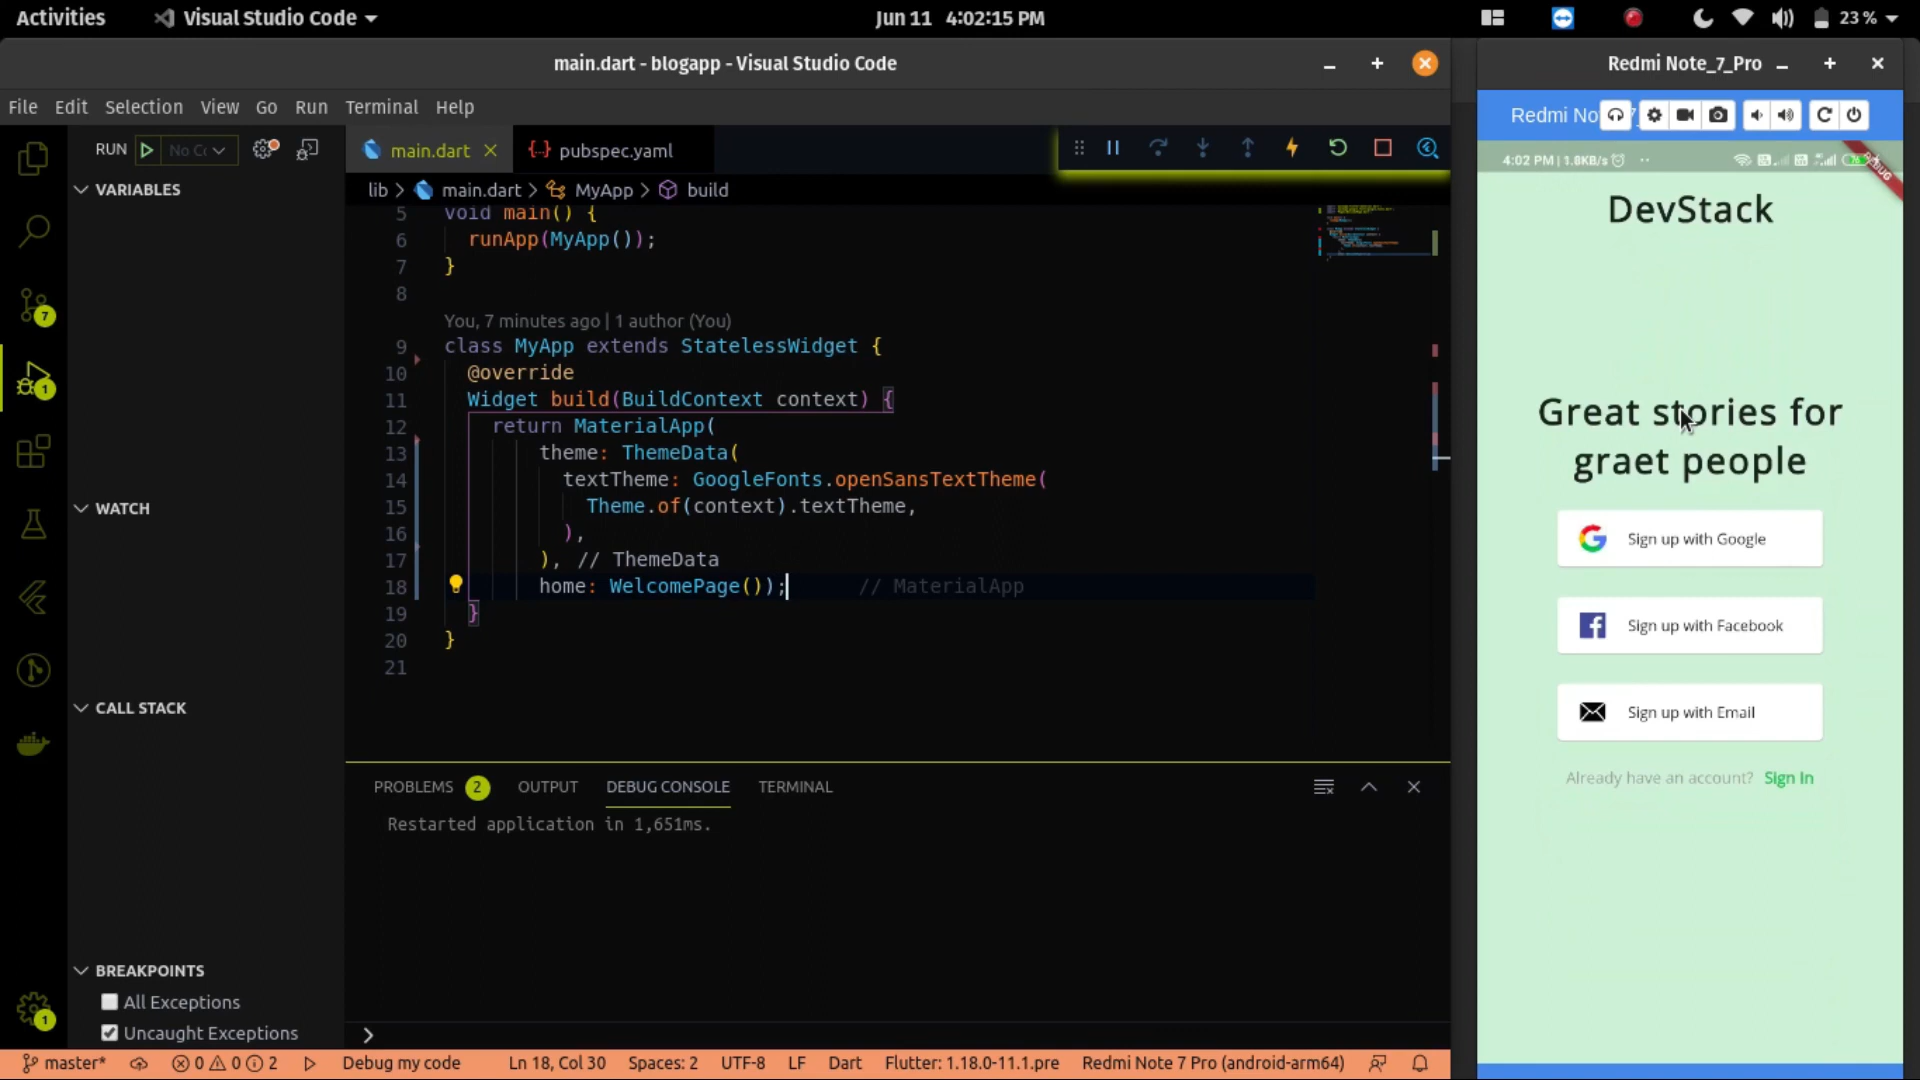 Activities
Visual Studio Code
Jun 11 4:02:15 PM
23 %
main.dart - blogapp - Visual Studio Code
File Edit Selection View Go Run Terminal Help
RUN
main.dart
pubspec.yaml
VARIABLES
lib > main.dart > MyApp > build
5 void main() {
6 runApp(MyApp());
7 }
8
You, 7 minutes ago | 1 author (You)
9 class MyApp extends StatelessWidget {
10 @override
11 Widget build(BuildContext context) {
12 return MaterialApp(
13 theme: ThemeData(
14 textTheme: GoogleFonts.openSansTextTheme(
15 Theme.of(context).textTheme,
16 ),
17 ), // ThemeData
18 home: WelcomePage()); // MaterialApp
19 }
20 }
21
7
1
WATCH
CALL STACK
BREAKPOINTS
All Exceptions
Uncaught Exceptions
1
PROBLEMS 2 OUTPUT DEBUG CONSOLE TERMINAL
Restarted application in 1,651ms.
master* 0 0 2 Debug my code Ln 18, Col 30 Spaces: 2 UTF-8 LF Dart Flutter: 1.18.0-11.1.pre Redmi Note 7 Pro (android-arm64)
Redmi Note_7_Pro
Redmi No
4:02 PM | 1.8KB/s
DevStack
Great stories for
graet people
Sign up with Google
Sign up with Facebook
Sign up with Email
Already have an account? Sign In